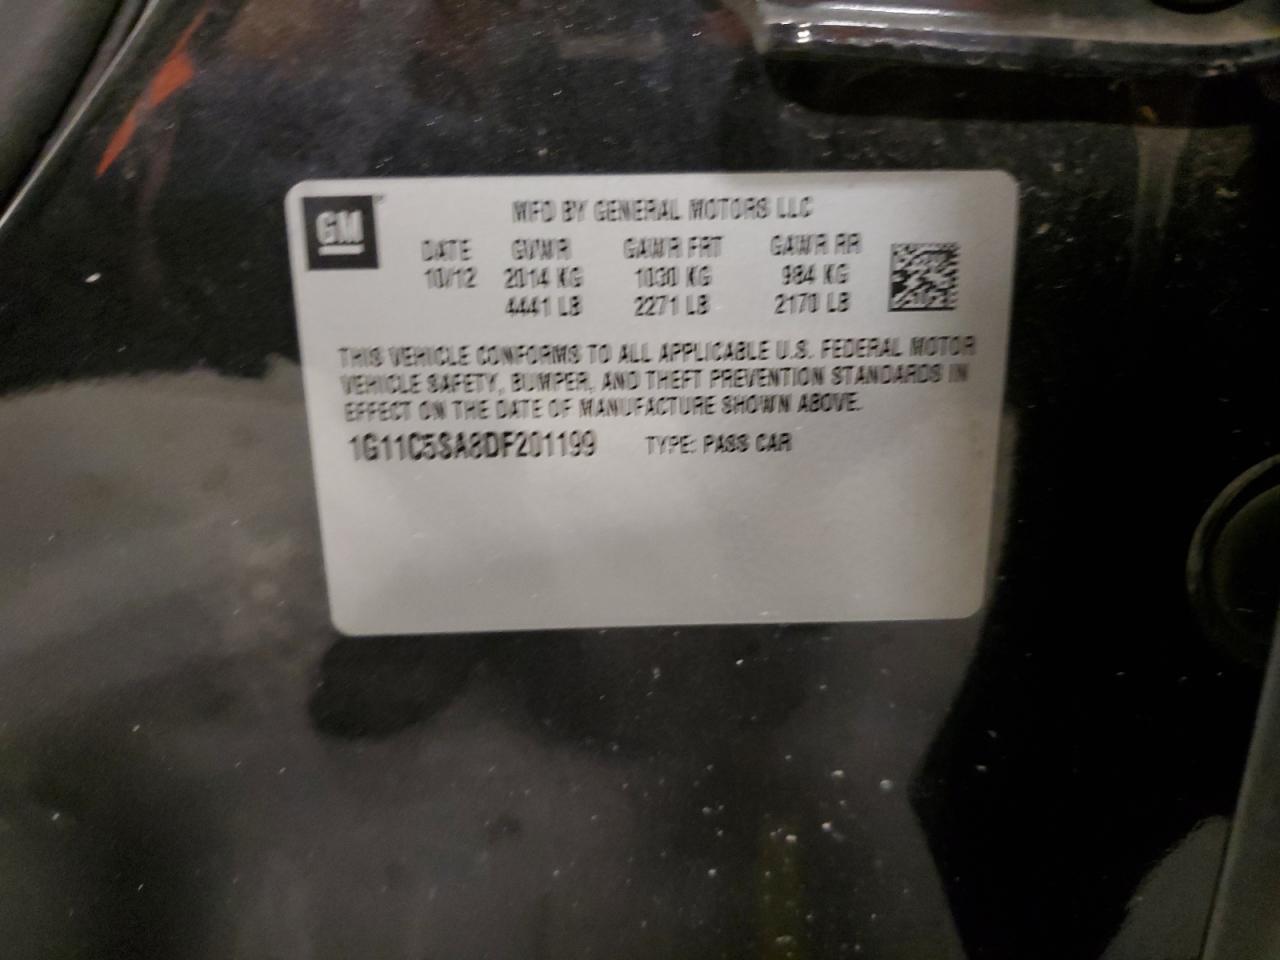 GM
MFD BY GENERAL MOTORS LLC
DATE GVWR GAWR FRT GAWR RR
10/12 2014 KG 1030 KG 984 KG
4441 LB 2271 LB 2170 LB
THIS VEHICLE CONFORMS TO ALL APPLICABLE U.S. FEDERAL MOTOR
VEHICLE SAFETY, BUMPER, AND THEFT PREVENTION STANDARDS IN
EFFECT ON THE DATE OF MANUFACTURE SHOWN ABOVE.
1G11C5SA8DF201199 TYPE: PASS CAR